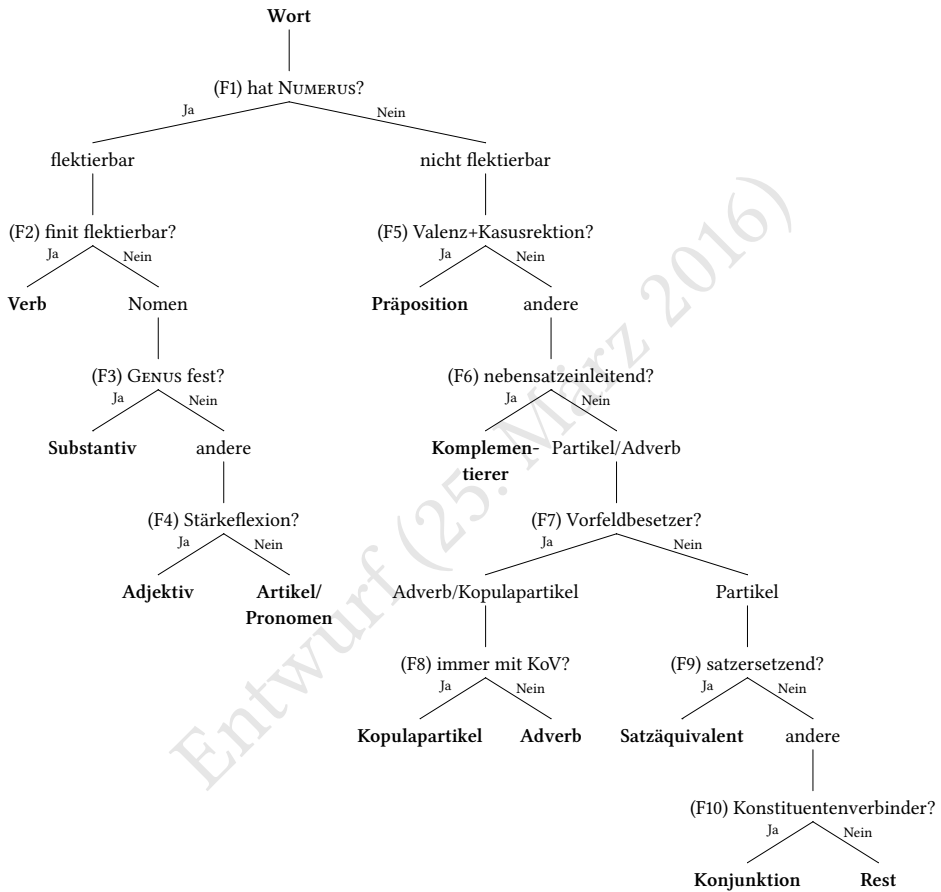 Wort
(F1) hat NUMERUS?
Ja Nein
flektierbar nicht flektierbar
(F2) finit flektierbar? (F5) Valenz+Kasusrektion?
Ja Nein Ja Nein
Verb Nomen Präposition andere
(F3) GENUS fest? (F6) nebensatzeinleitend?
Ja Nein Ja Nein
Substantiv andere Komplemen- Partikel/Adverb
tierer
(F4) Stärkeflexion? (F7) Vorfeldbesetzer?
Ja Nein Ja Nein
Adjektiv Artikel/ Adverb/Kopulapartikel Partikel
Pronomen
(F8) immer mit KoV? (F9) satzersetzend?
Ja Nein Ja Nein
Kopulapartikel Adverb Satzäquivalent andere
(F10) Konstituentenverbinder?
Ja Nein
Konjunktion Rest
Entwurf (25. März 2016)